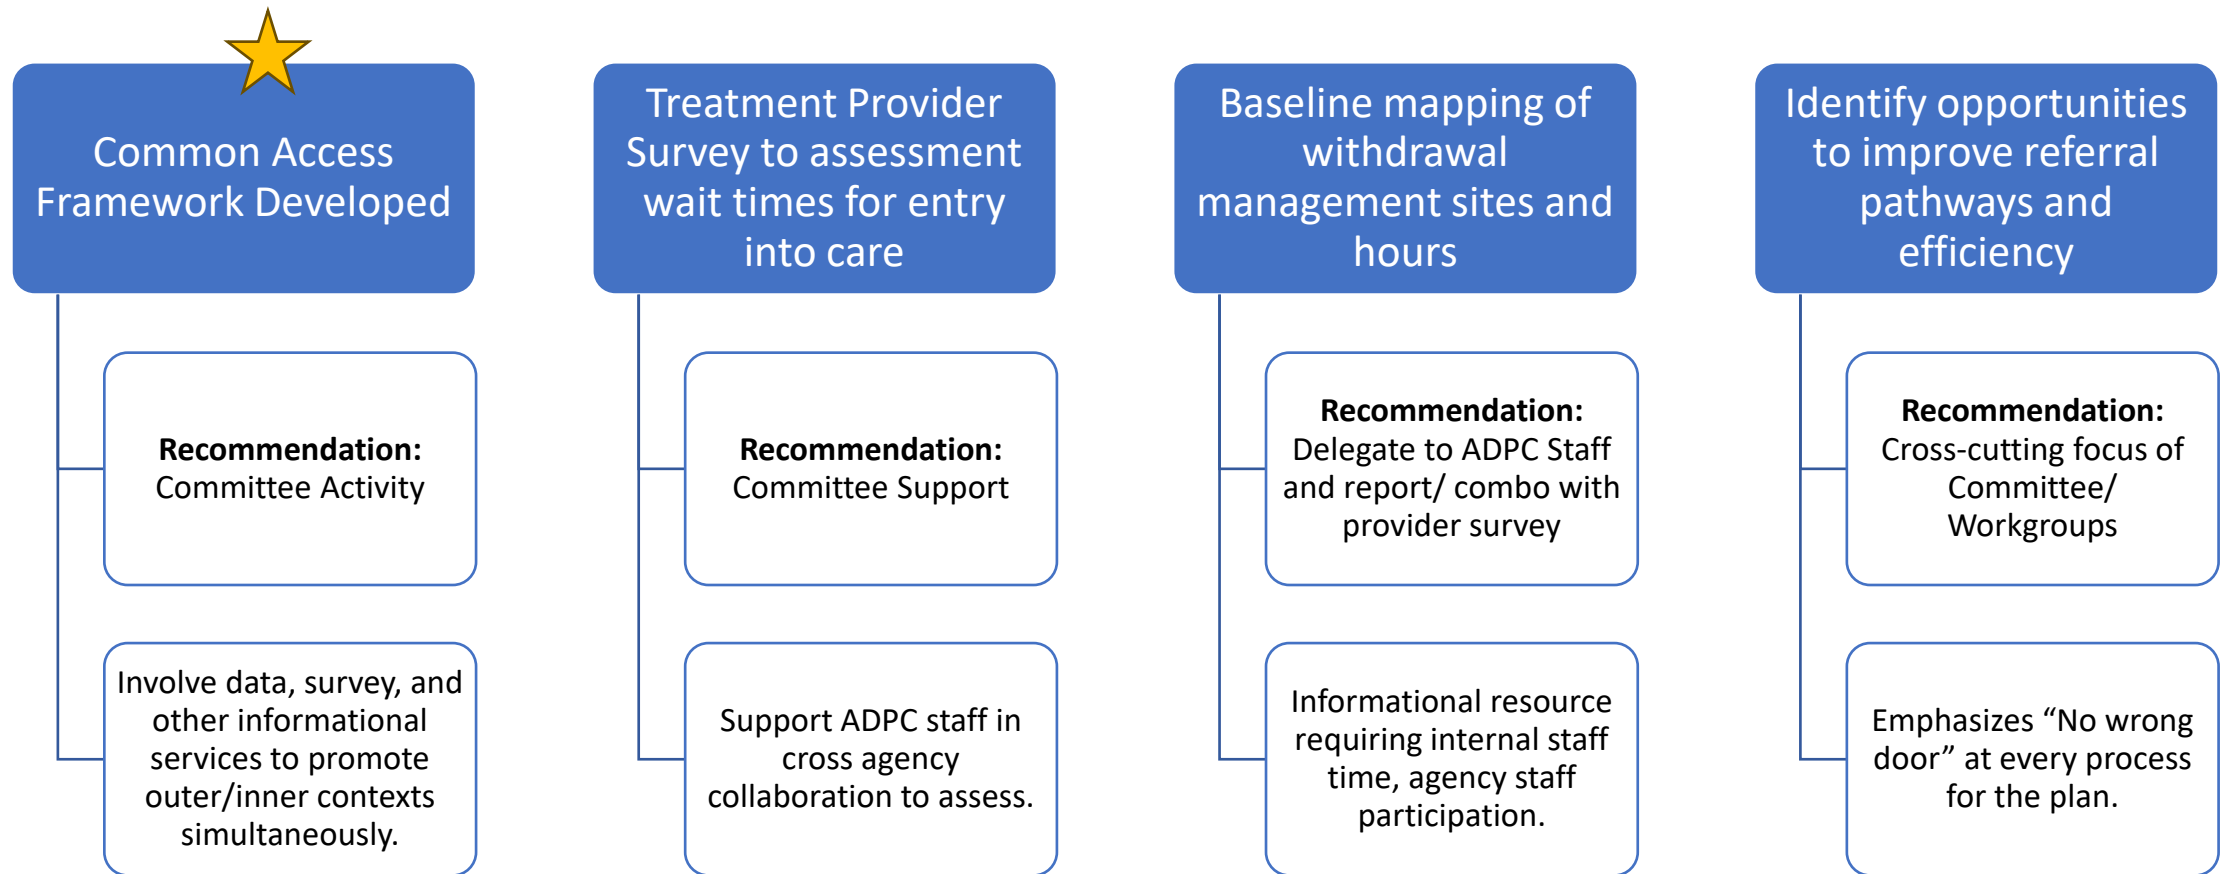 Common Access
Framework Developed
Recommendation:
Committee Activity
Involve data, survey, and
other informational
services to promote
outer/inner contexts
simultaneously.
Treatment Provider
Survey to assessment
wait times for entry
into care
Recommendation:
Committee Support
Support ADPC staff in
cross agency
collaboration to assess.
Baseline mapping of
withdrawal
management sites and
hours
Recommendation:
Delegate to ADPC Staff
and report/ combo with
provider survey
Informational resource
requiring internal staff
time, agency staff
participation.
Identify opportunities
to improve referral
pathways and
efficiency
Recommendation:
Cross-cutting focus of
Committee/
Workgroups
Emphasizes “No wrong
door” at every process
for the plan.